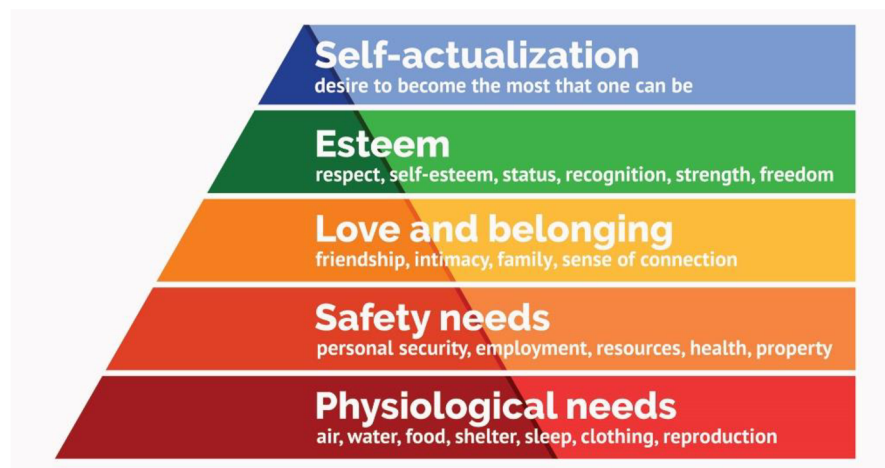 Self-actualization
desire to become the most that one can be
Esteem
respect, self-esteem, status, recognition, strength, freedom
Love and belonging
friendship, intimacy, family, sense of connection
Safety needs
personal security, employment, resources, health, property
Physiological needs
air, water, food, shelter, sleep, clothing, reproduction